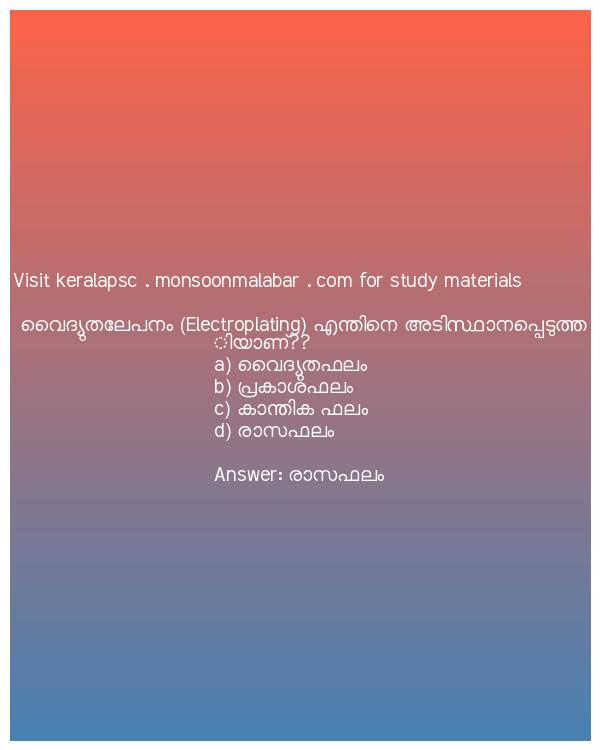 Visit keralapsc . monsoonmalabar . com for study materials
വൈദ്യുതലേപനം (Electroplating) എന്തിനെ അടിസ്ഥാനപ്പെടുത്ത
ിയാണ്??
a) വൈദ്യുതഫലം
b) പ്രകാശഫലം
c) കാന്തിക ഫലം
d) രാസഫലം
Answer: രാസഫലം